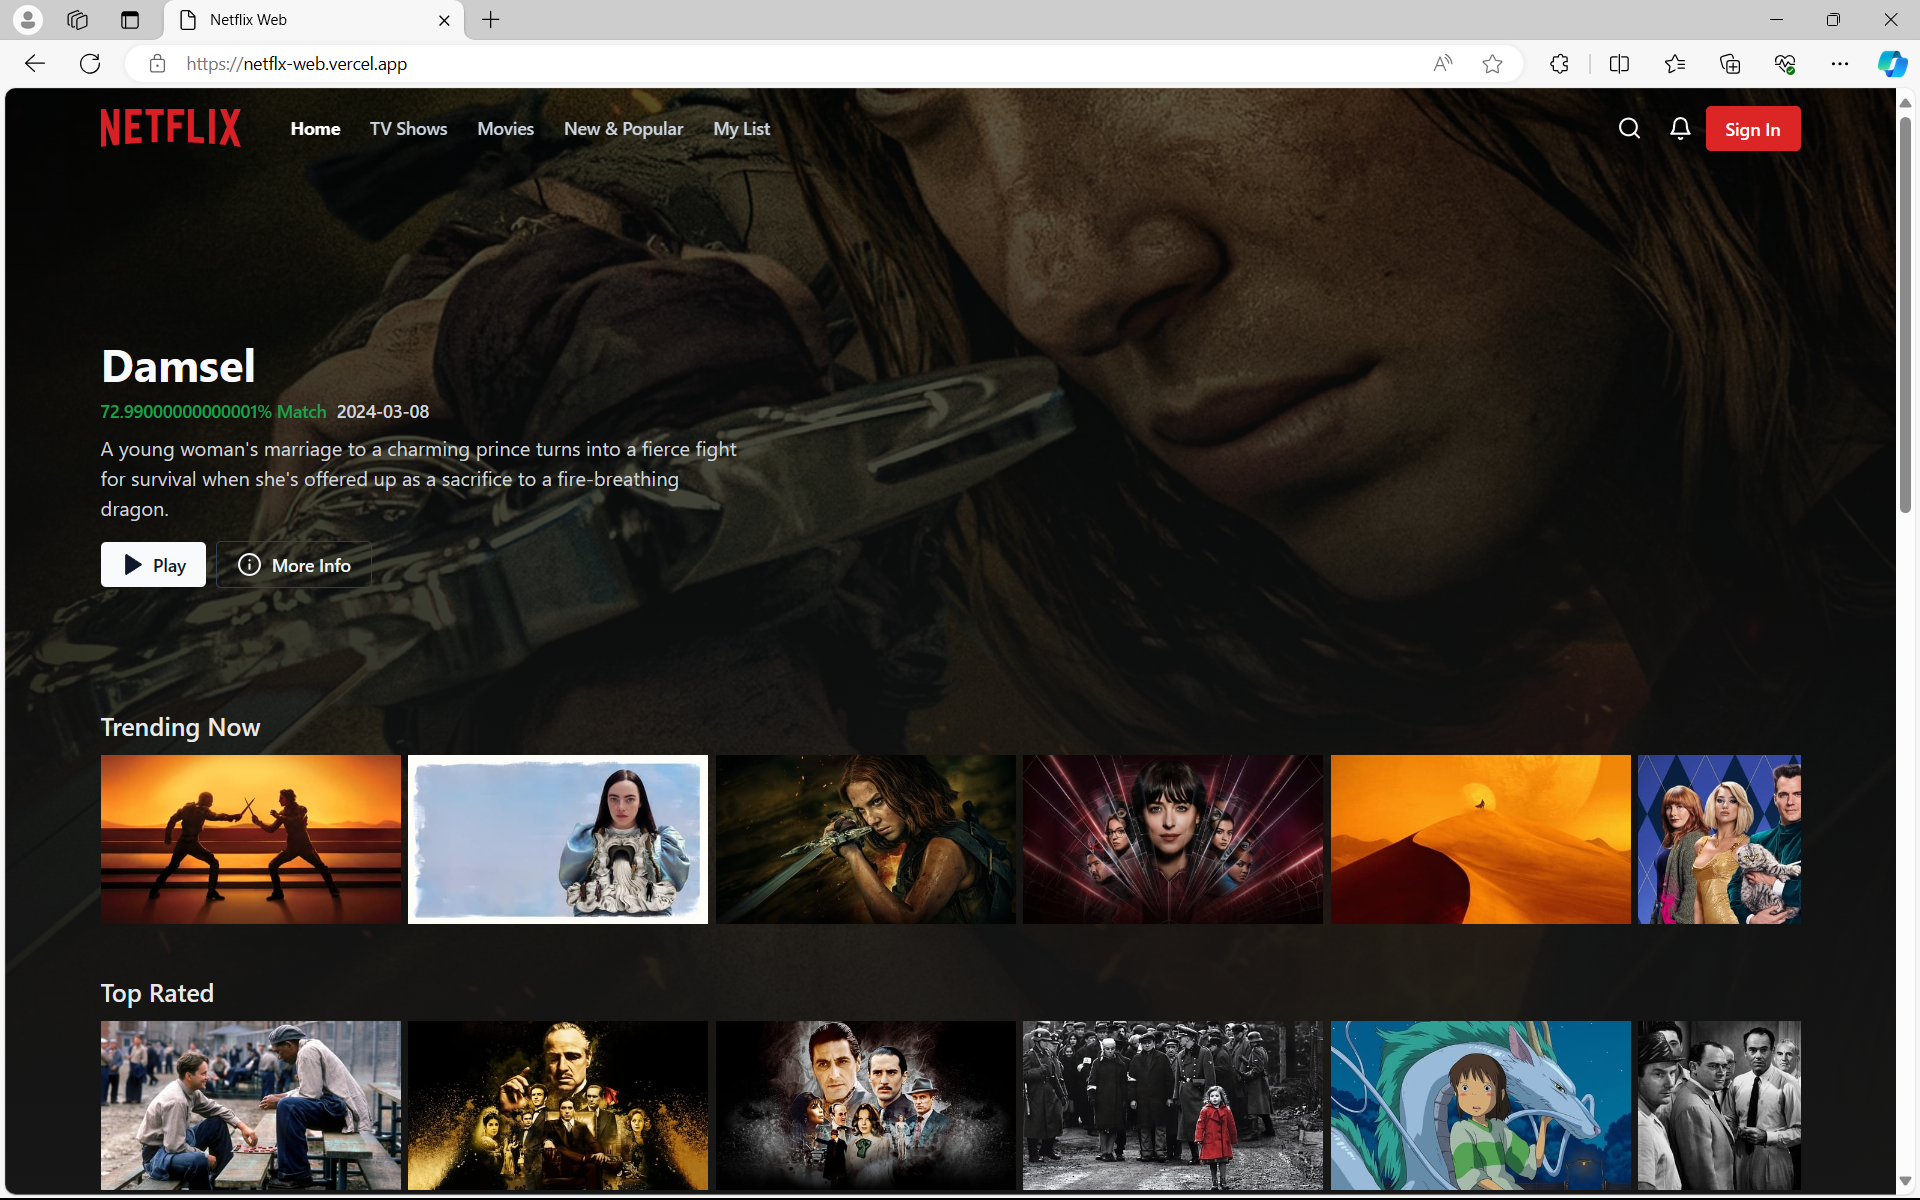 Netflix Web
https://netflx-web.vercel.app
NETFLIX
Home TV Shows Movies New & Popular My List
Sign In
Damsel
72.99000000000001% Match 2024-03-08
A young woman's marriage to a charming prince turns into a fierce fight
for survival when she's offered up as a sacrifice to a fire-breathing
dragon.
Play More Info
Trending Now
Top Rated